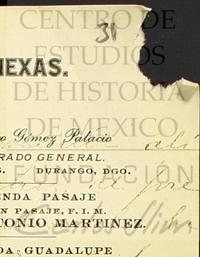 CENTRO DE
ESTUDIOS
DE HISTORIA
DE MEXICO
FUNDACIÓN
31
NEXAS.
Gómez Palacio
RADO GENERAL.
S. DURANGO, DGO.
ENDA PASAJE
N PASAJE, F. I. M.
TONIO MARTINEZ.
DA GUADALUPE